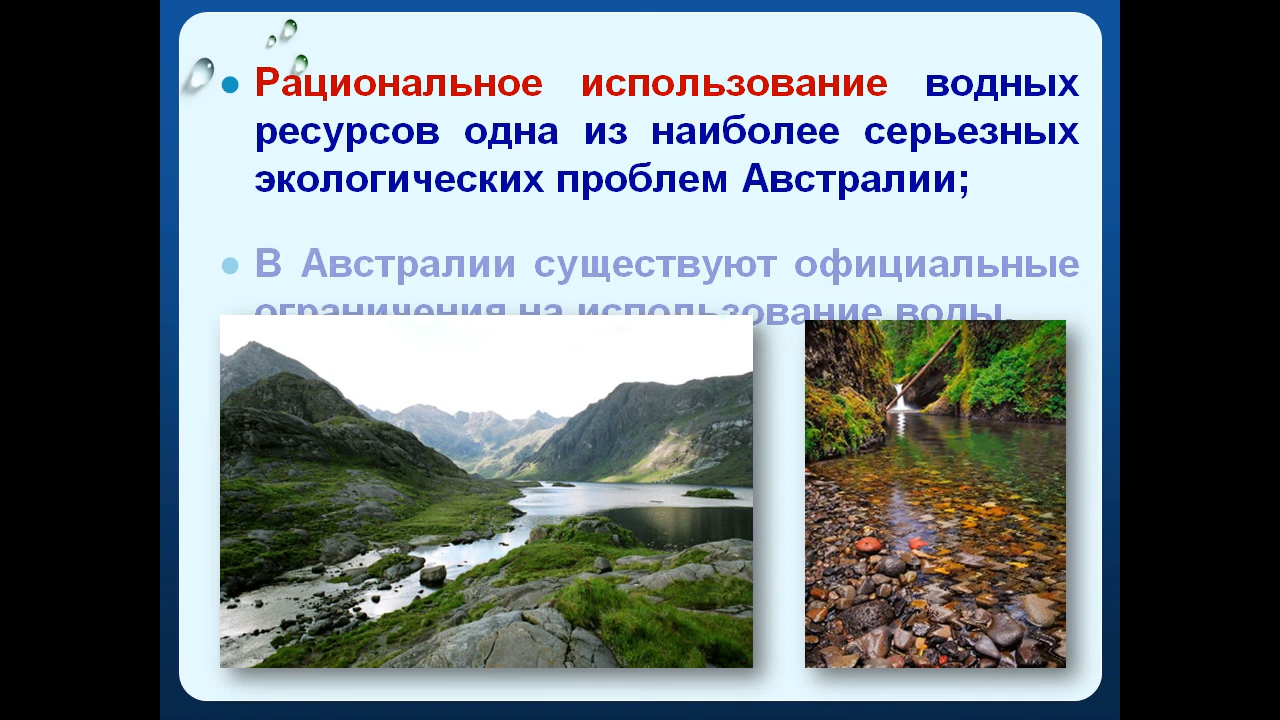 Рациональное использование водных
ресурсов одна из наиболее серьезных
экологических проблем Австралии;
В Австралии существуют официальные
ограничения на использование воды.